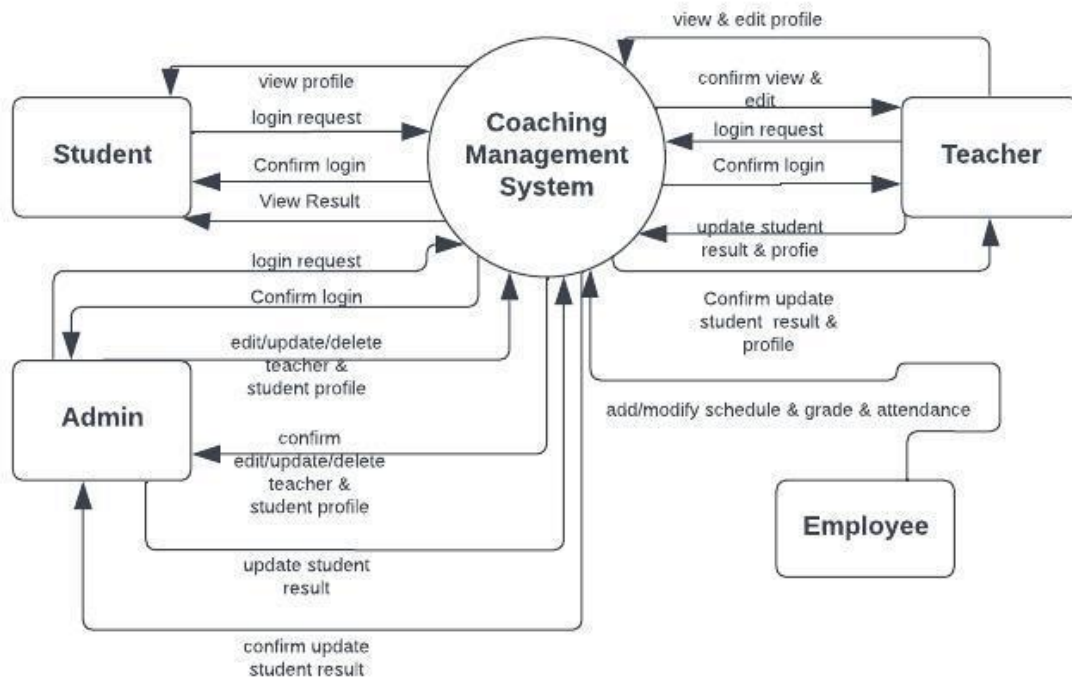 view & edit profile
view profile
confirm view &
edit
login request
login request
Coaching
Management
System
Student
Teacher
Confirm login
Confirm login
View Result
update student
result & profie
login request
Confirm login
Confirm update
student result &
profile
edit/update/delete
teacher &
student profile
Admin
add/modify schedule & grade & attendance
confirm
edit/update/delete
teacher &
student profile
Employee
update student
result
confirm update
student result